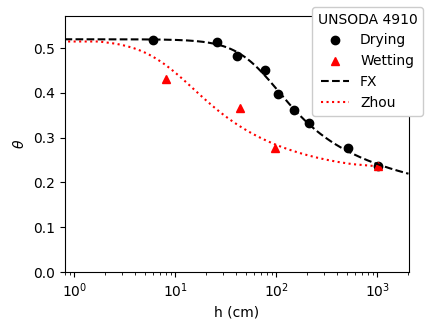 UNSODA 4910
Drying
Wetting
FX
Zhou
θ
0.5
0.4
0.3
0.2
0.1
0.0
10⁰
10¹
10²
10³
h (cm)